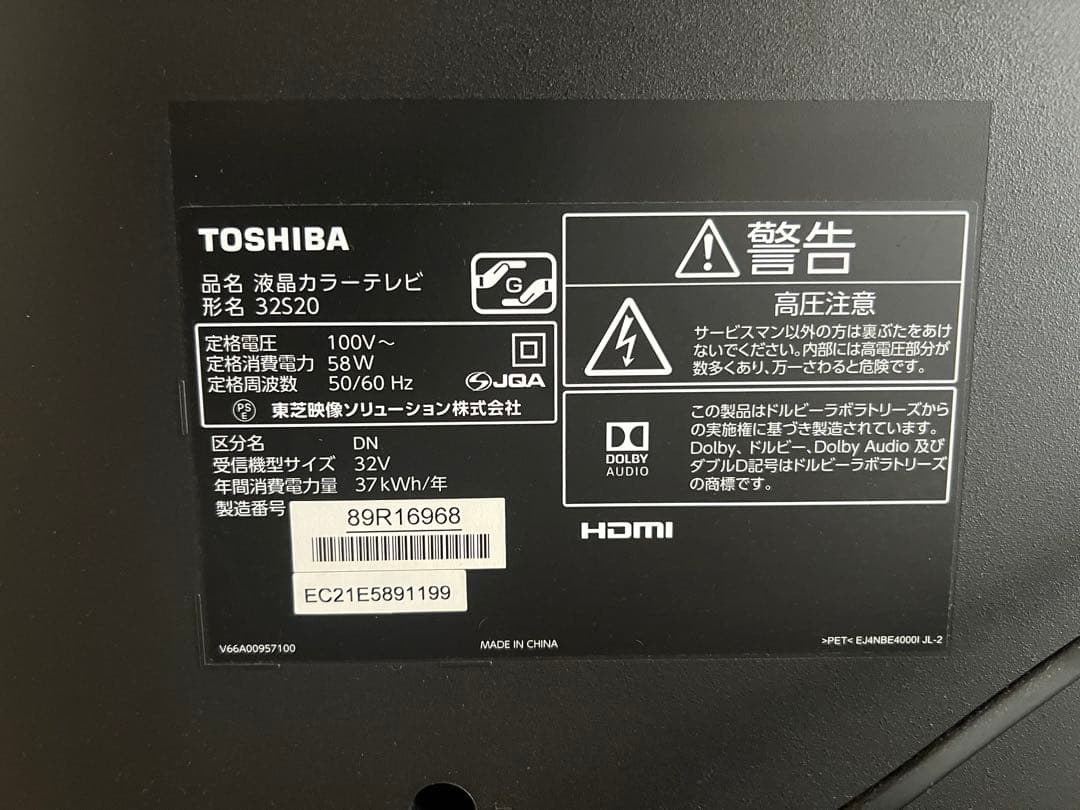 TOSHIBA
品名 液晶カラーテレビ
形名 32S20
G
定格電圧 100V～
定格消費電力 58W
定格周波数 50/60 Hz
JQA
PS
E
東芝映像ソリューション株式会社
区分名 DN
受信機型サイズ 32V
年間消費電力量 37kWh/年
製造番号
89R16968
EC21E5891199
警告
高圧注意
サービスマン以外の方は裏ぶたをあけ
ないでください。内部には高電圧部分が
数多くあり、万一さわると危険です。
DOLBY
AUDIO
この製品はドルビーラボラトリーズから
の実施権に基づき製造されています。
Dolby、ドルビー、Dolby Audio 及び
ダブルD記号はドルビーラボラトリーズ
の商標です。
HDMI
V66A00957100
MADE IN CHINA
>PET< EJ4NBE4000I JL-2